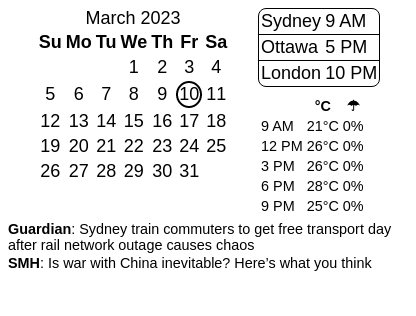 March 2023
Su Mo Tu We Th Fr Sa
1 2 3 4
5 6 7 8 9 10 11
12 13 14 15 16 17 18
19 20 21 22 23 24 25
26 27 28 29 30 31
Sydney 9 AM
Ottawa 5 PM
London 10 PM
°C ☂
9 AM 21°C 0%
12 PM 26°C 0%
3 PM 26°C 0%
6 PM 28°C 0%
9 PM 25°C 0%
Guardian: Sydney train commuters to get free transport day
after rail network outage causes chaos
SMH: Is war with China inevitable? Here’s what you think